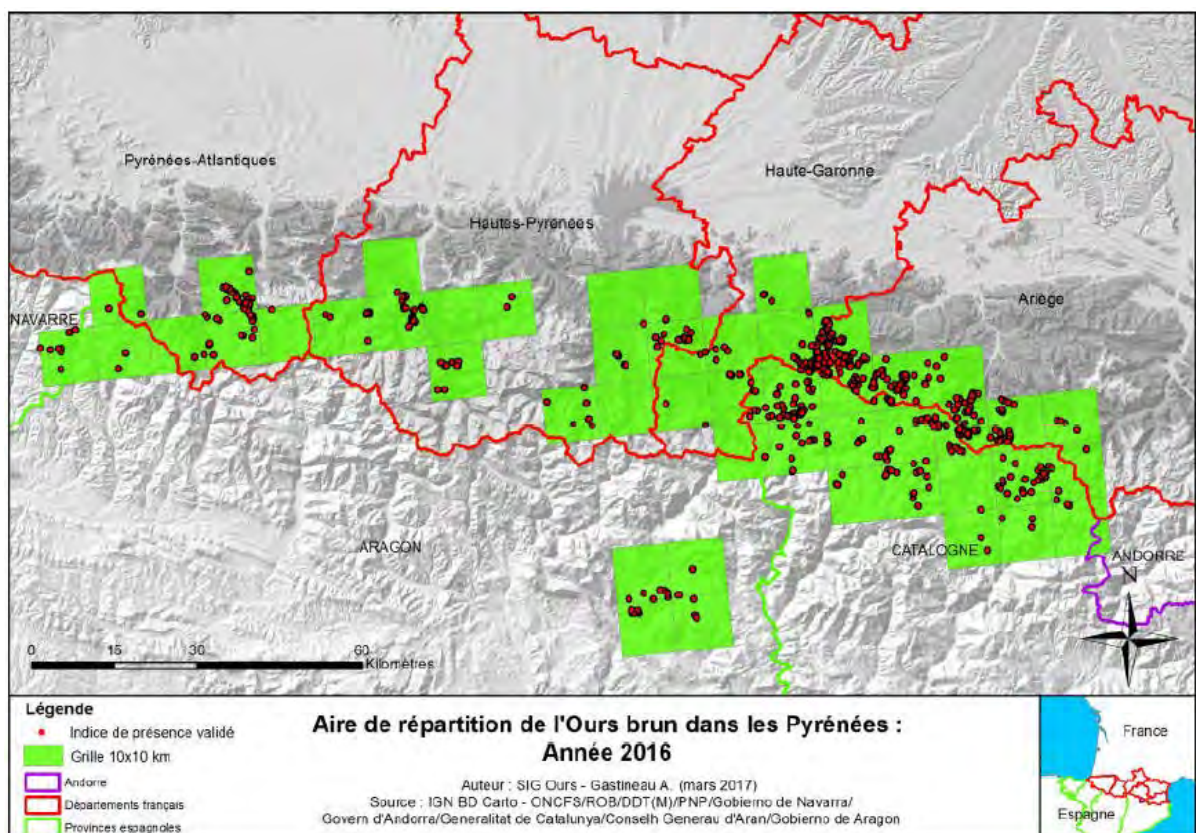 Pyrénées-Atlantiques
Haute-Garonne
Hautes-Pyrénées
Ariège
NAVARRE
ARAGON
CATALOGNE
ANDORRE
N
0 15 30 60
Kilomètres
Légende
Indice de présence validé
Grille 10x10 km
Andorre
Départements français
Provinces espagnoles
Aire de répartition de l'Ours brun dans les Pyrénées :
Année 2016
Auteur : SIG Ours - Gastineau A. (mars 2017)
Source : IGN BD Carto - ONCFS/ROB/DDT(M)/PNP/Gobierno de Navarra/
Govern d'Andorra/Generalitat de Catalunya/Conselh Generau d'Aran/Gobierno de Aragon
France
Espagne